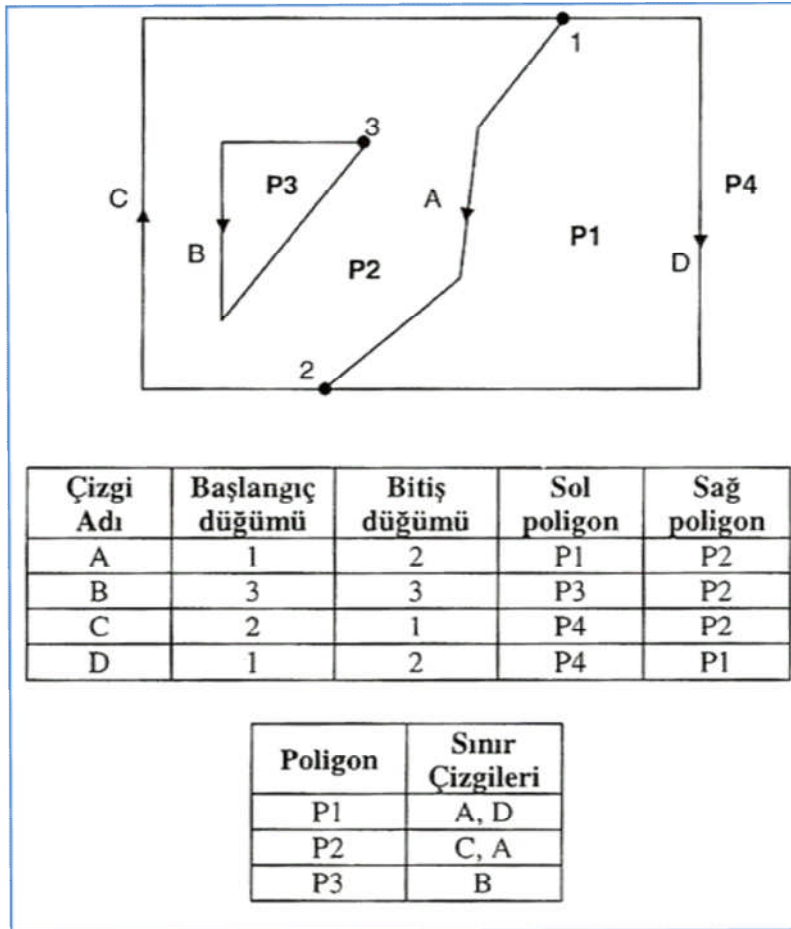 1
3
P3
C
A
P4
B
P1
P2
D
2
Çizgi Adı Başlangıç düğümü Bitiş düğümü Sol poligon Sağ poligon
A 1 2 P1 P2
B 3 3 P3 P2
C 2 1 P4 P2
D 1 2 P4 P1
Poligon Sınır Çizgileri
P1 A, D
P2 C, A
P3 B